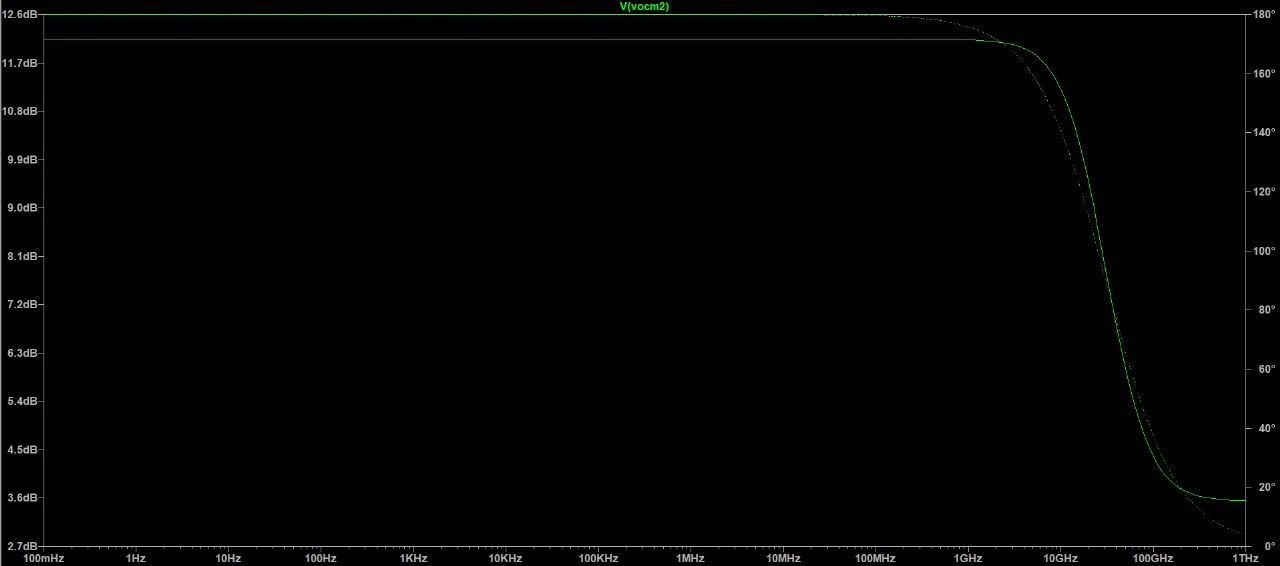 V(vocm2)
12.6dB
11.7dB
10.8dB
9.9dB
9.0dB
8.1dB
7.2dB
6.3dB
5.4dB
4.5dB
3.6dB
2.7dB
180°
160°
140°
120°
100°
80°
60°
40°
20°
0°
100mHz 1Hz 10Hz 100Hz 1KHz 10KHz 100KHz 1MHz 10MHz 100MHz 1GHz 10GHz 100GHz 1THz